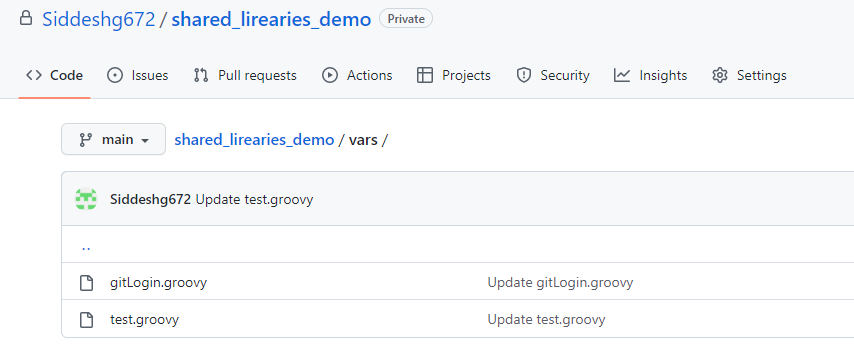 Siddeshg672 / shared_lirearies_demo Private
Code Issues Pull requests Actions Projects Security Insights Settings
main shared_lirearies_demo / vars /
Siddeshg672 Update test.groovy
..
gitLogin.groovy Update gitLogin.groovy
test.groovy Update test.groovy